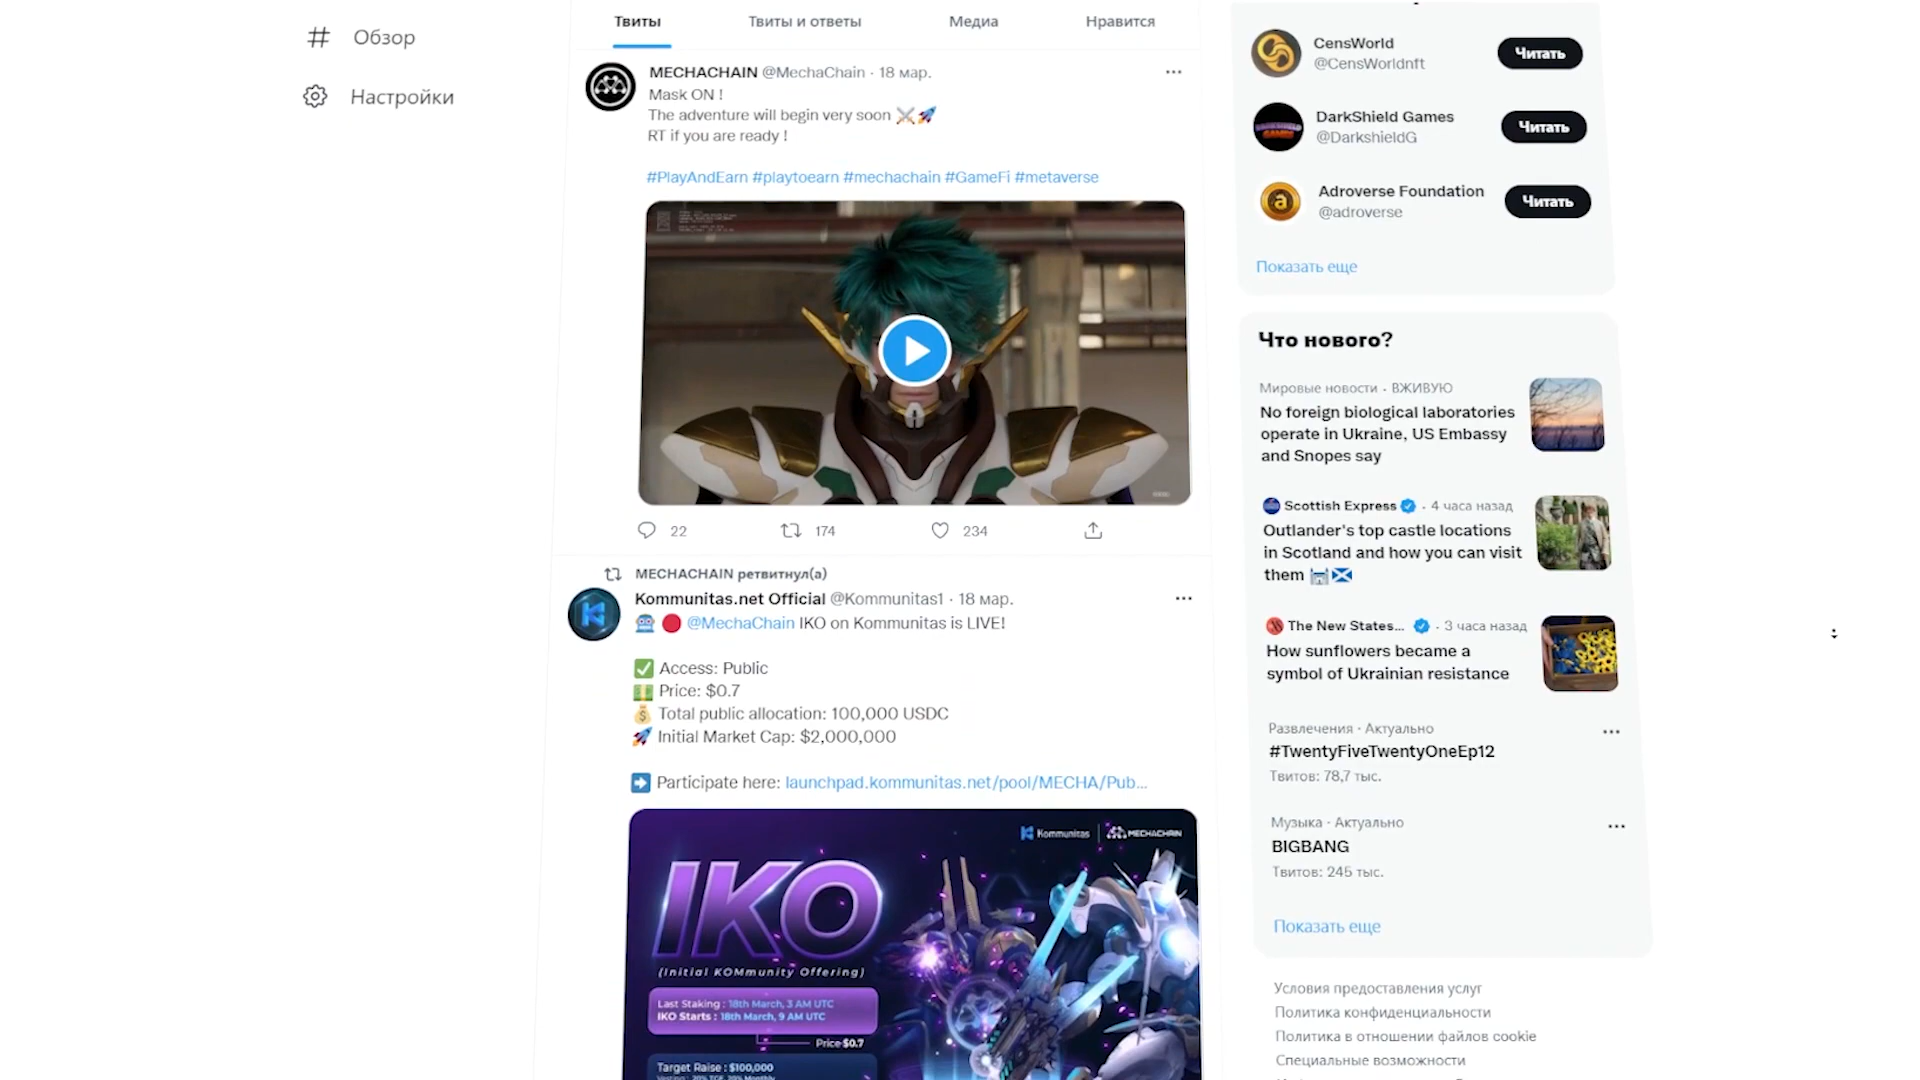 Обзор
Настройки
Твиты
Твиты и ответы
Медиа
Нравится
MECHACHAIN @MechaChain · 18 мар.
Mask ON !
The adventure will begin very soon ⚔️🚀
RT if you are ready !
#PlayAndEarn #playtoearn #mechachain #GameFi #metaverse
22
174
234
MECHACHAIN ретвитнул(а)
Kommunitas.net Official @Kommunitas1 · 18 мар.
@MechaChain IKO on Kommunitas is LIVE!
✅ Access: Public
💵 Price: $0.7
💰 Total public allocation: 100,000 USDC
🚀 Initial Market Cap: $2,000,000
➡️ Participate here: launchpad.kommunitas.net/pool/MECHA/Pub...
Kommunitas | MECHACHAIN
IKO
(Initial KOMmunity Offering)
Last Staking : 18th March, 3 AM UTC
IKO Starts : 18th March, 9 AM UTC
Price $0.7
Target Raise : $100,000
CensWorld
@CensWorldnft
Читать
DarkShield Games
@DarkshieldG
Читать
Adroverse Foundation
@adroverse
Читать
Показать еще
Что нового?
Мировые новости · ВЖИВУЮ
No foreign biological laboratories
operate in Ukraine, US Embassy
and Snopes say
Scottish Express · 4 часа назад
Outlander's top castle locations
in Scotland and how you can visit
them
The New States... · 3 часа назад
How sunflowers became a
symbol of Ukrainian resistance
Развлечения · Актуально
#TwentyFiveTwentyOneEp12
Твитов: 78,7 тыс.
Музыка · Актуально
BIGBANG
Твитов: 245 тыс.
Показать еще
Условия предоставления услуг
Политика конфиденциальности
Политика в отношении файлов cookie
Специальные возможности